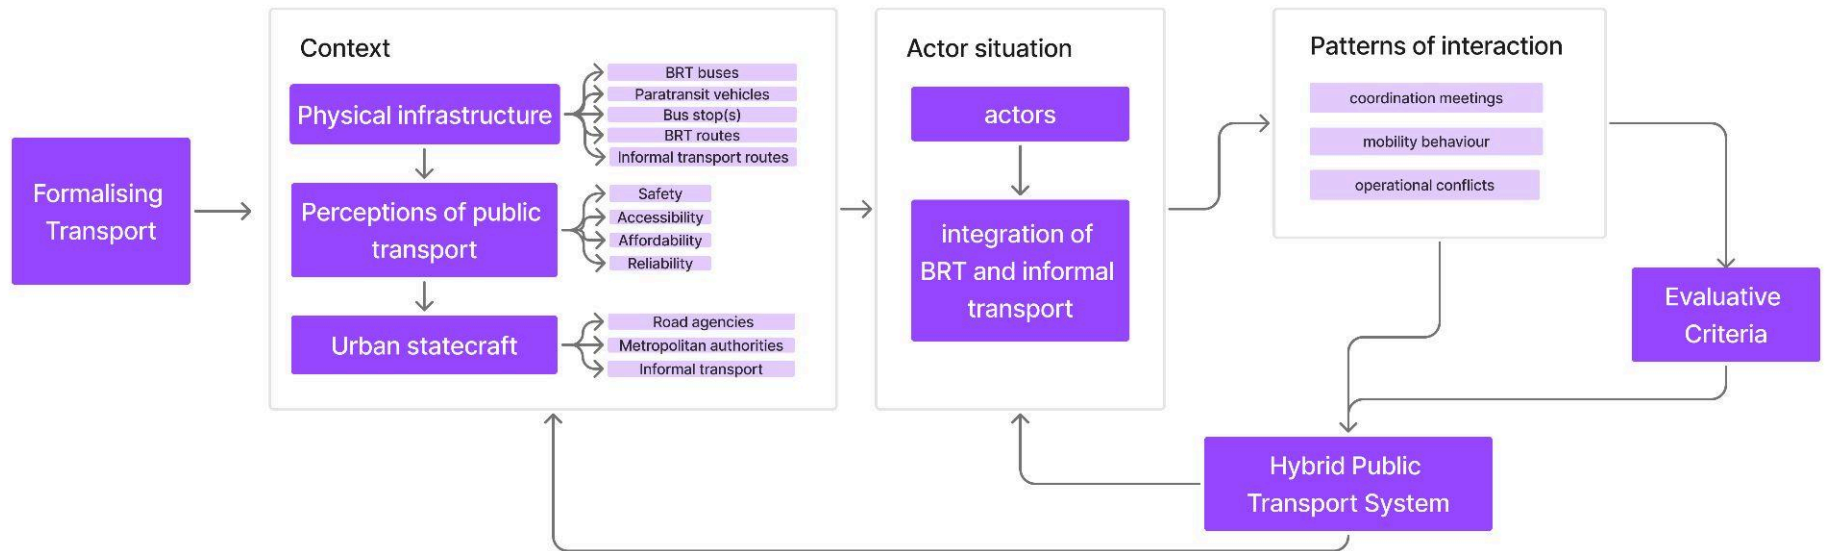 Formalising
Transport
Context
Physical infrastructure
BRT buses
Paratransit vehicles
Bus stop(s)
BRT routes
Informal transport routes
Perceptions of public
transport
Safety
Accessibility
Affordability
Reliability
Urban statecraft
Road agencies
Metropolitan authorities
Informal transport
Actor situation
actors
integration of
BRT and informal
transport
Patterns of interaction
coordination meetings
mobility behaviour
operational conflicts
Evaluative
Criteria
Hybrid Public
Transport System